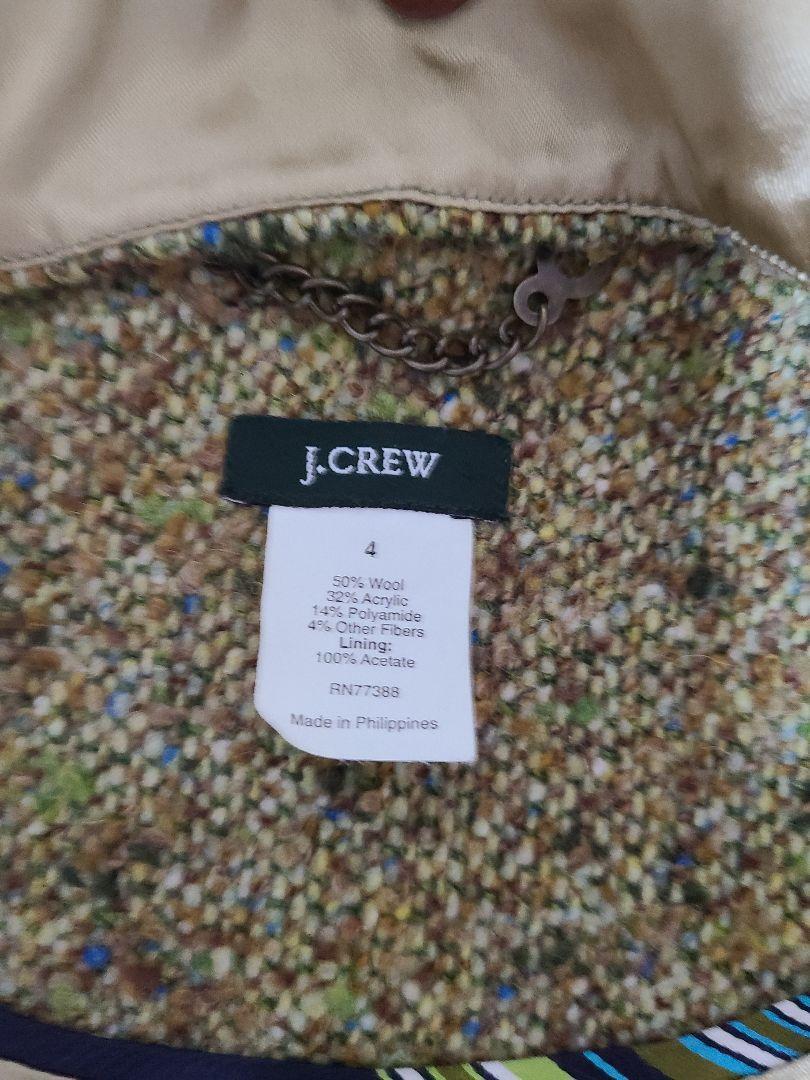 J.CREW
4
50% Wool
32% Acrylic
14% Polyamide
4% Other Fibers
Lining:
100% Acetate
RN77388
Made in Philippines